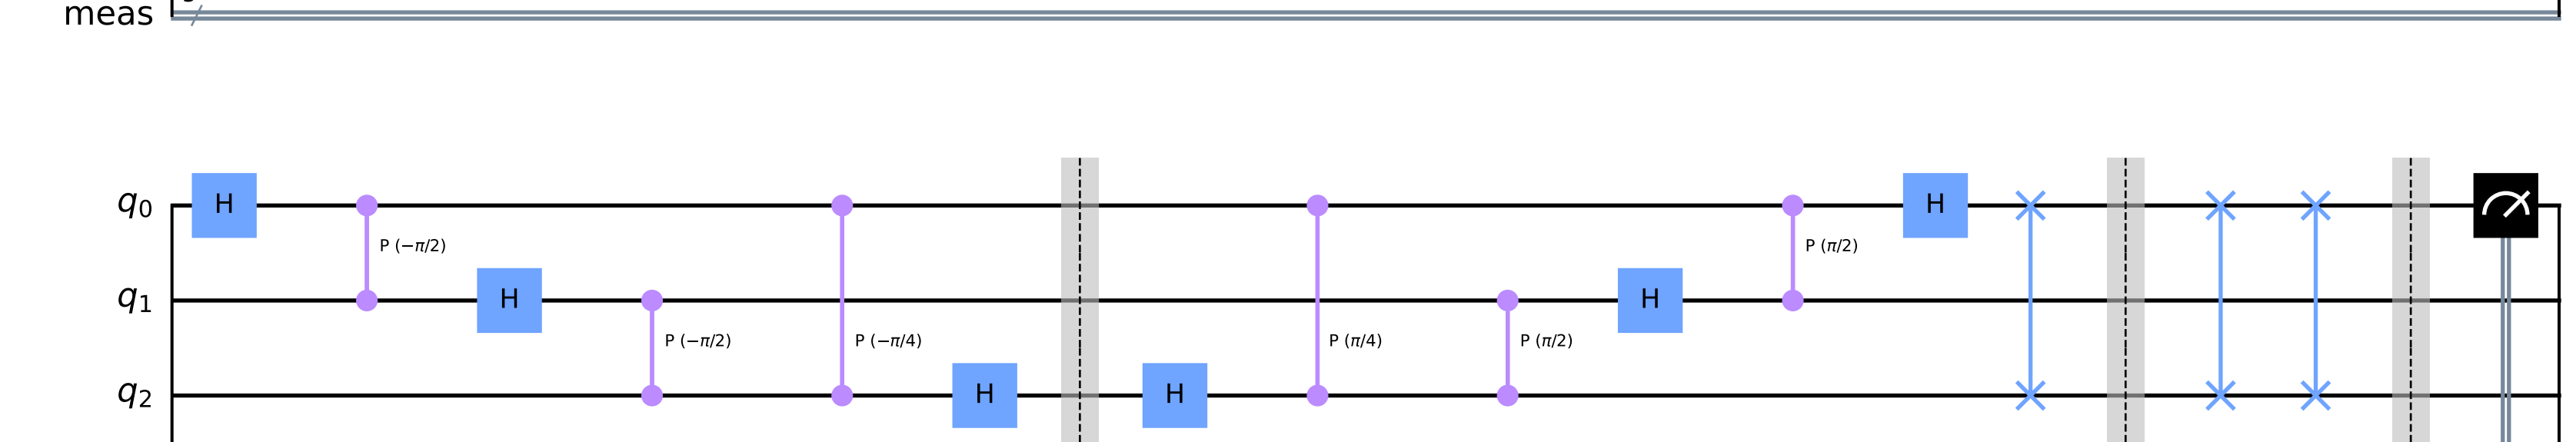 meas
q0 H H
P (−π/2) P (π/2)
q1 H H
P (−π/2) P (−π/4) P (π/4) P (π/2)
q2 H H